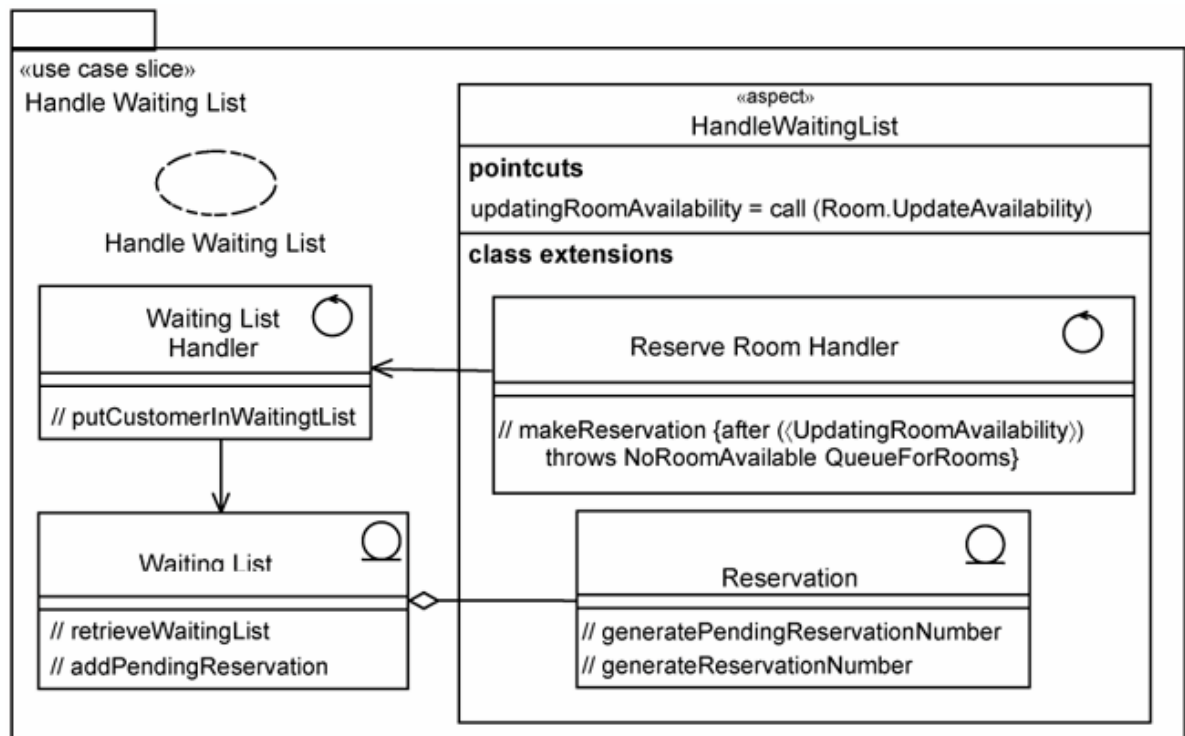 «use case slice»
Handle Waiting List
Handle Waiting List
«aspect»
HandleWaitingList
pointcuts
updatingRoomAvailability = call (Room.UpdateAvailability)
class extensions
Waiting List
Handler
// putCustomerInWaitingtList
Reserve Room Handler
// makeReservation {after (⟨UpdatingRoomAvailability⟩)
throws NoRoomAvailable QueueForRooms}
Waiting List
// retrieveWaitingList
// addPendingReservation
Reservation
// generatePendingReservationNumber
// generateReservationNumber